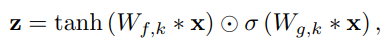 z = tanh (W_{f,k} ∗ x) ⊙ σ (W_{g,k} ∗ x) ,